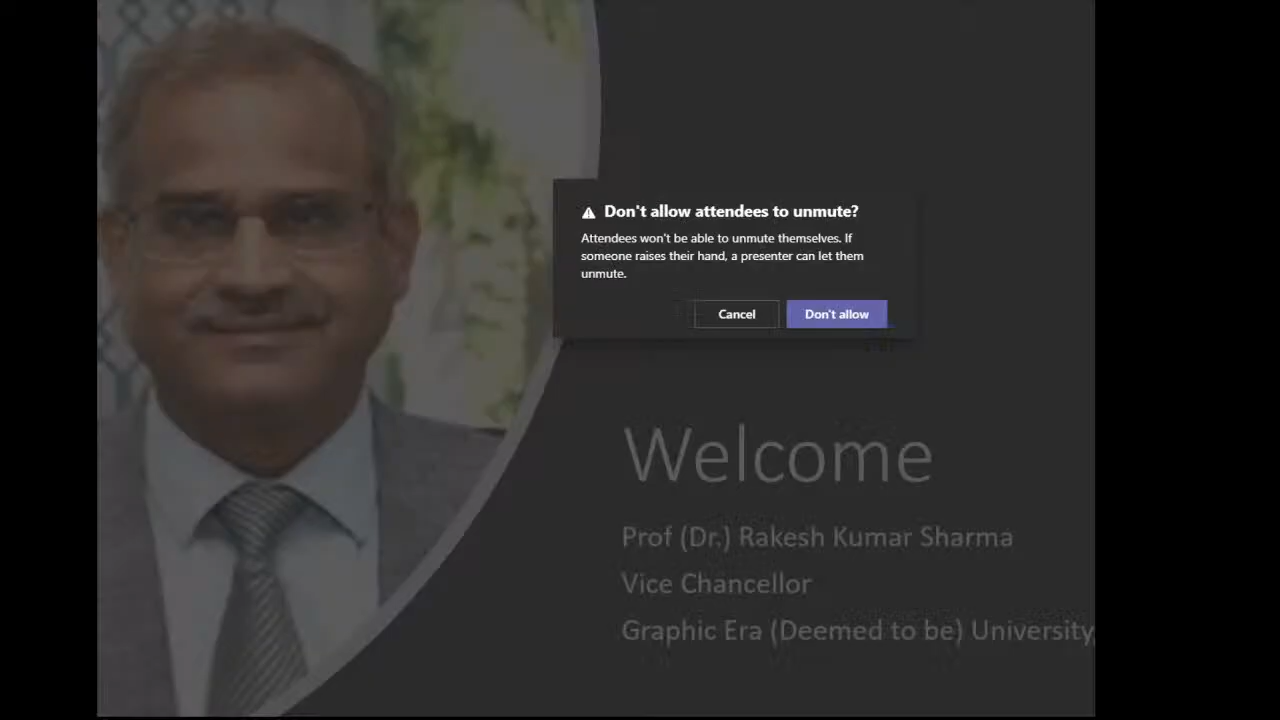 Don't allow attendees to unmute?
Attendees won't be able to unmute themselves. If
someone raises their hand, a presenter can let them
unmute.
Cancel
Don't allow
Welcome
Prof (Dr.) Rakesh Kumar Sharma
Vice Chancellor
Graphic Era (Deemed to be) University,